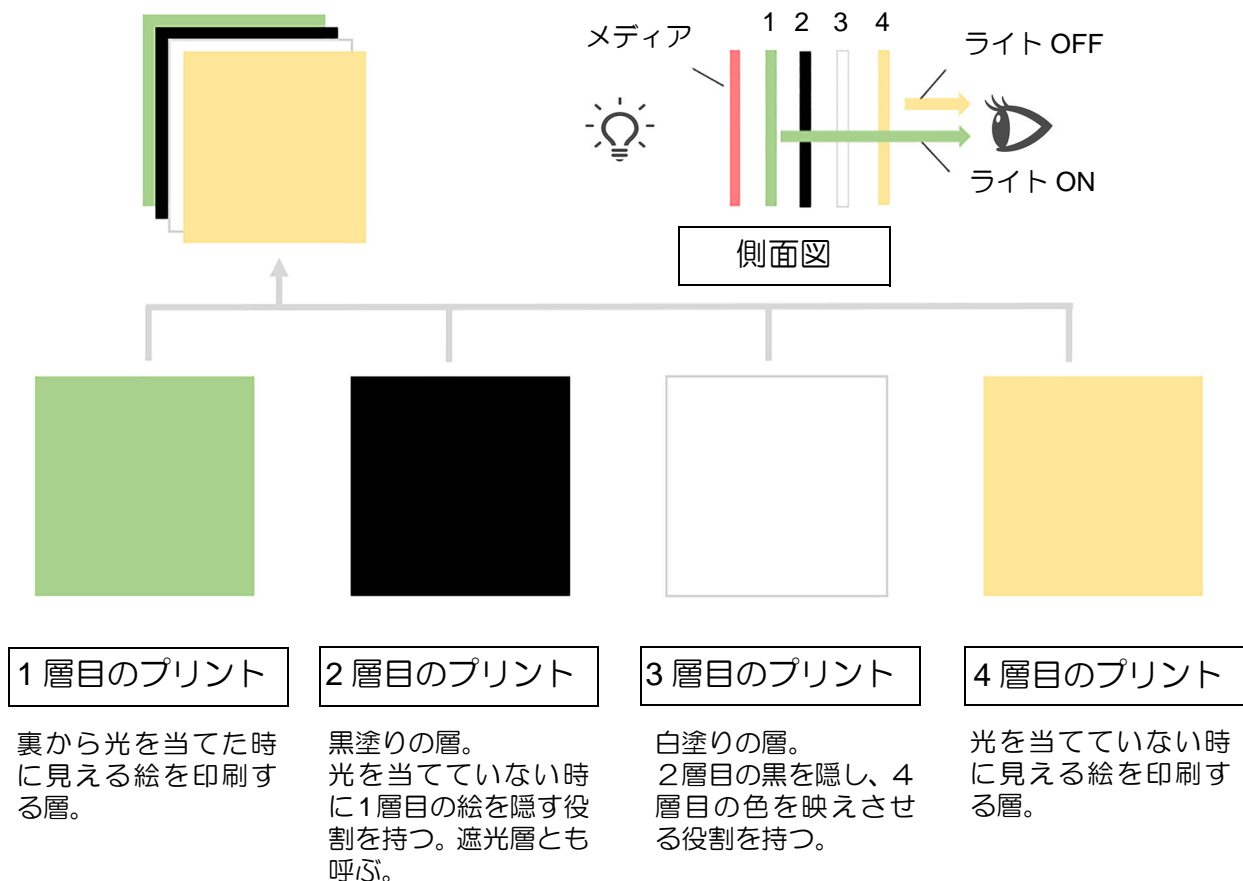 メディア
1 2 3 4
ライト OFF
ライト ON
側面図
1 層目のプリント
裏から光を当てた時
に見える絵を印刷す
る層。
2 層目のプリント
黒塗りの層。
光を当てていない時
に1層目の絵を隠す役
割を持つ。遮光層とも
呼ぶ。
3 層目のプリント
白塗りの層。
２層目の黒を隠し、４
層目の色を映えさせ
る役割を持つ。
4 層目のプリント
光を当てていない時
に見える絵を印刷す
る層。